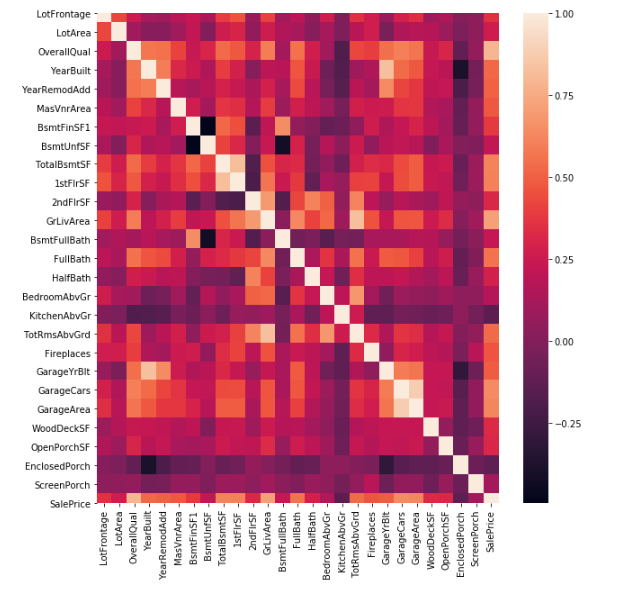 LotFrontage
LotArea
OverallQual
YearBuilt
YearRemodAdd
MasVnrArea
BsmtFinSF1
BsmtUnfSF
TotalBsmtSF
1stFlrSF
2ndFlrSF
GrLivArea
BsmtFullBath
FullBath
HalfBath
BedroomAbvGr
KitchenAbvGr
TotRmsAbvGrd
Fireplaces
GarageYrBlt
GarageCars
GarageArea
WoodDeckSF
OpenPorchSF
EnclosedPorch
ScreenPorch
SalePrice
LotFrontage
LotArea
OverallQual
YearBuilt
YearRemodAdd
MasVnrArea
BsmtFinSF1
BsmtUnfSF
TotalBsmtSF
1stFlrSF
2ndFlrSF
GrLivArea
BsmtFullBath
FullBath
HalfBath
BedroomAbvGr
KitchenAbvGr
TotRmsAbvGrd
Fireplaces
GarageYrBlt
GarageCars
GarageArea
WoodDeckSF
OpenPorchSF
EnclosedPorch
ScreenPorch
SalePrice
1.00
0.75
0.50
0.25
0.00
−0.25